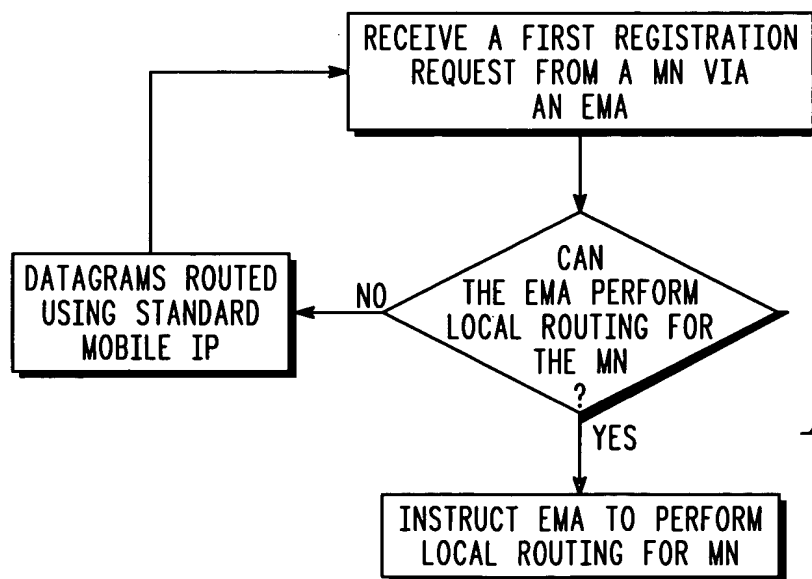 RECEIVE A FIRST REGISTRATION
REQUEST FROM A MN VIA
AN EMA
CAN
THE EMA PERFORM
LOCAL ROUTING FOR
THE MN
?
NO
DATAGRAMS ROUTED
USING STANDARD
MOBILE IP
YES
INSTRUCT EMA TO PERFORM
LOCAL ROUTING FOR MN